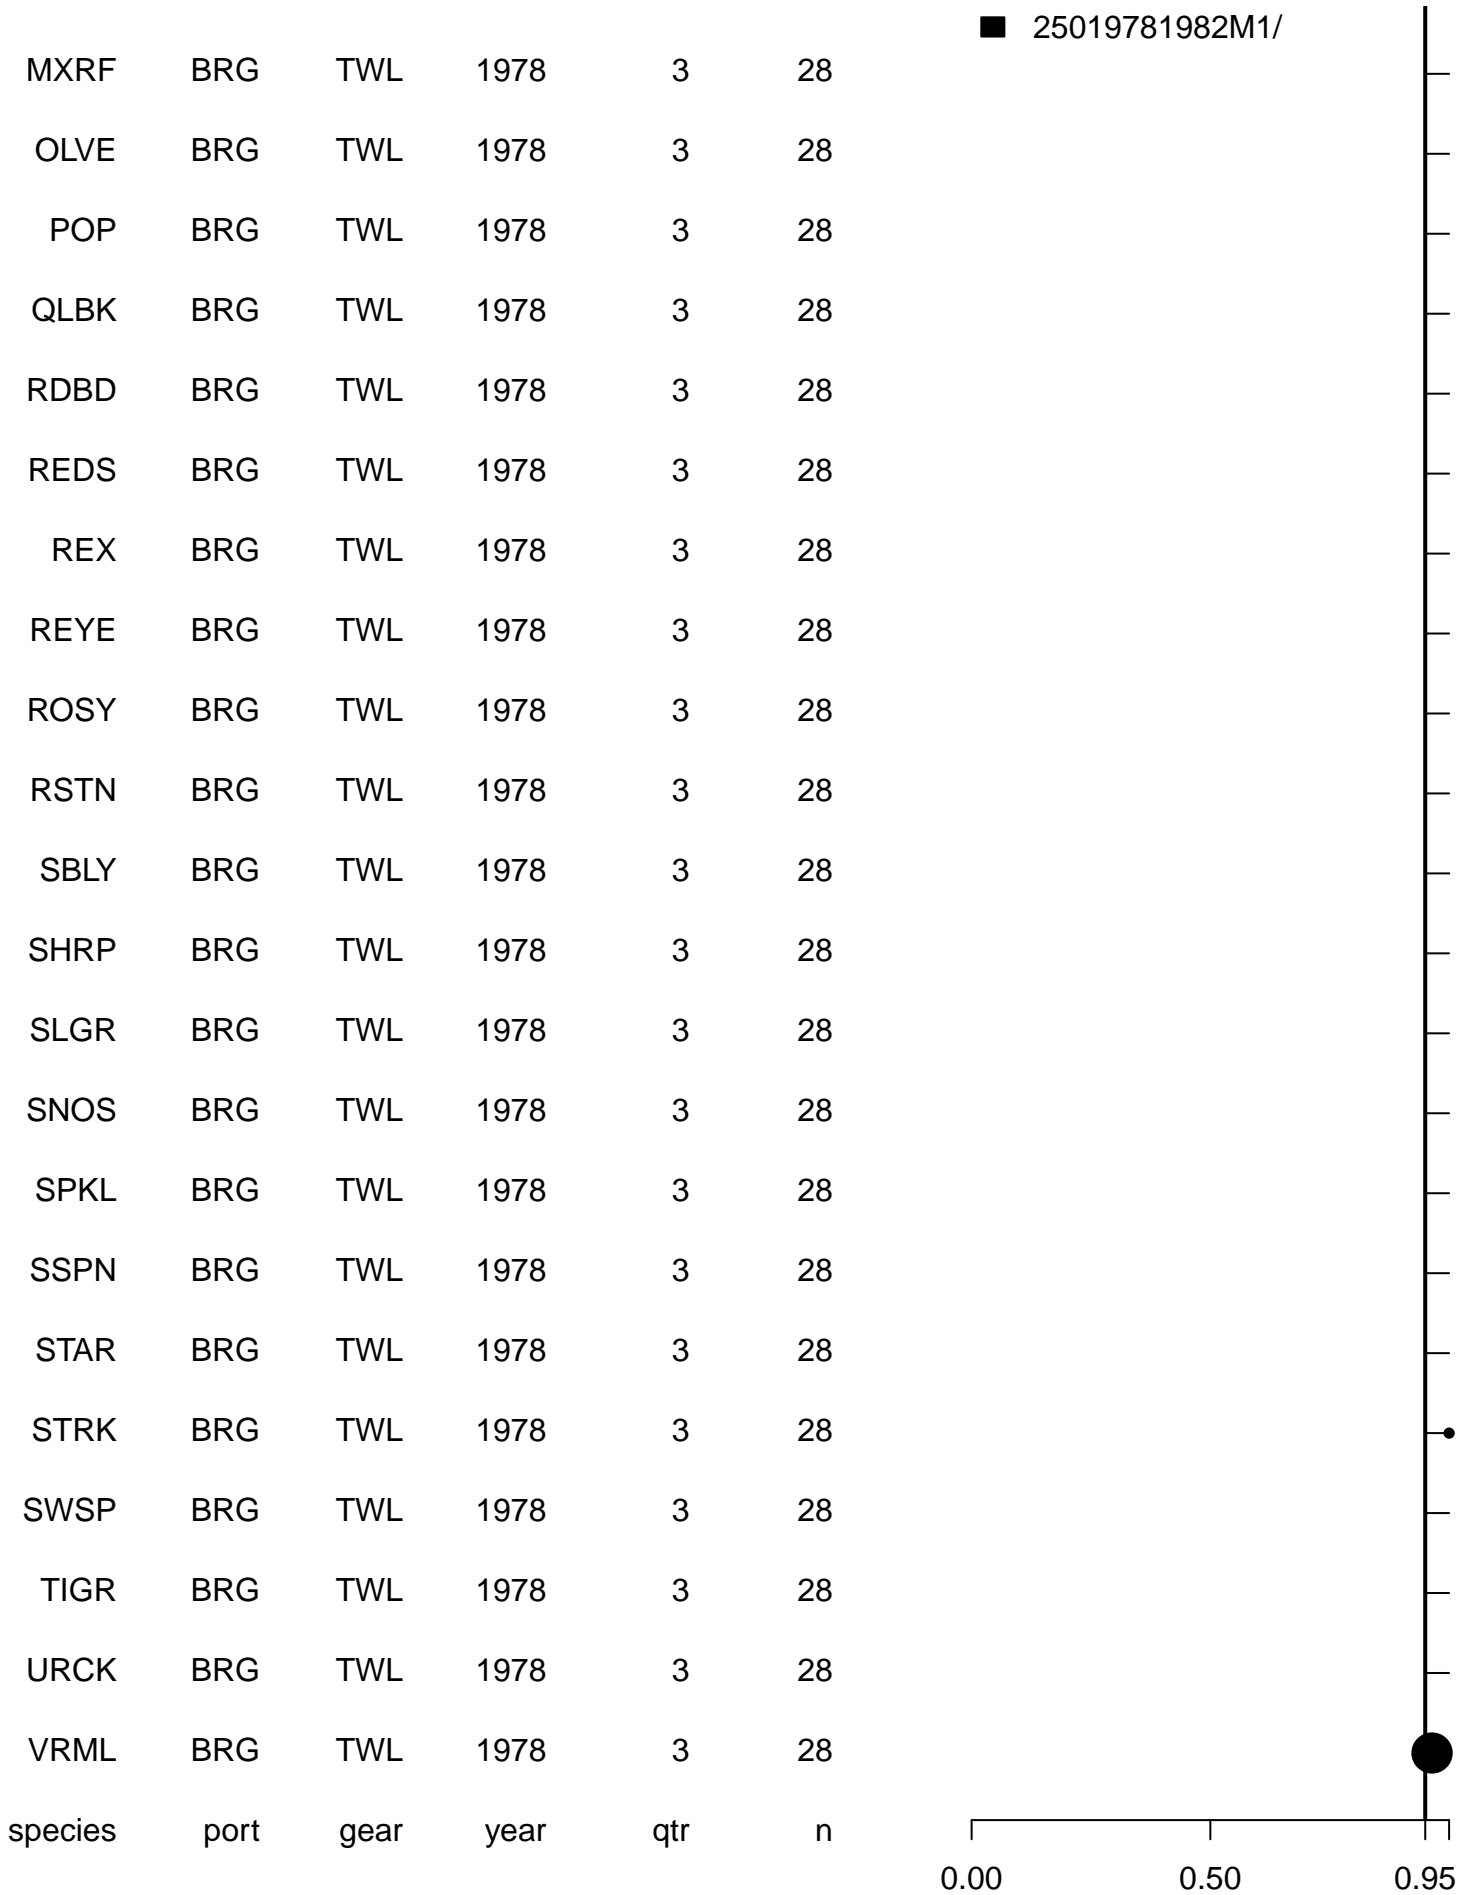 25019781982M1/
MXRF BRG TWL 1978 3 28
OLVE BRG TWL 1978 3 28
POP BRG TWL 1978 3 28
QLBK BRG TWL 1978 3 28
RDBD BRG TWL 1978 3 28
REDS BRG TWL 1978 3 28
REX BRG TWL 1978 3 28
REYE BRG TWL 1978 3 28
ROSY BRG TWL 1978 3 28
RSTN BRG TWL 1978 3 28
SBLY BRG TWL 1978 3 28
SHRP BRG TWL 1978 3 28
SLGR BRG TWL 1978 3 28
SNOS BRG TWL 1978 3 28
SPKL BRG TWL 1978 3 28
SSPN BRG TWL 1978 3 28
STAR BRG TWL 1978 3 28
STRK BRG TWL 1978 3 28
SWSP BRG TWL 1978 3 28
TIGR BRG TWL 1978 3 28
URCK BRG TWL 1978 3 28
VRML BRG TWL 1978 3 28
species port gear year qtr n
0.00 0.50 0.95